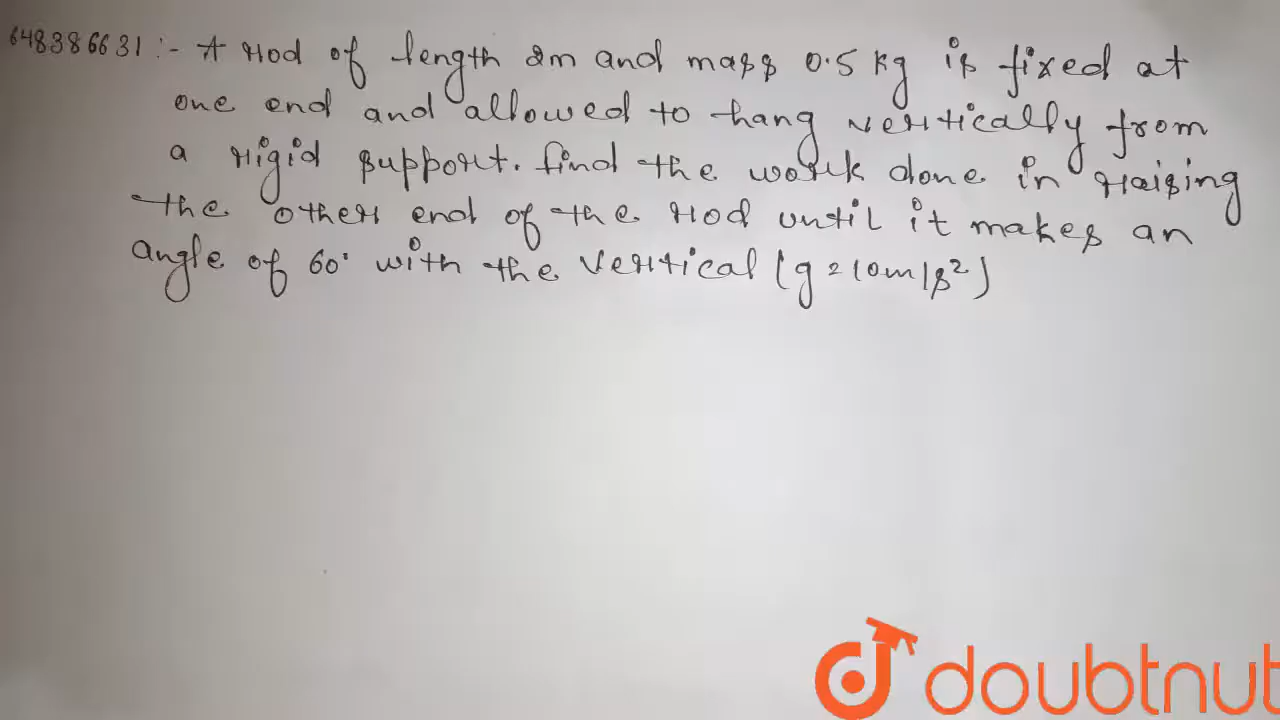 648386631:- A rod of length 2m and mass 0.5 kg is fixed at
one end and allowed to hang vertically from
a rigid support. find the work done in raising
the other end of the rod until it makes an
angle of 60° with the vertical (g=10m/s²)
doubtnut